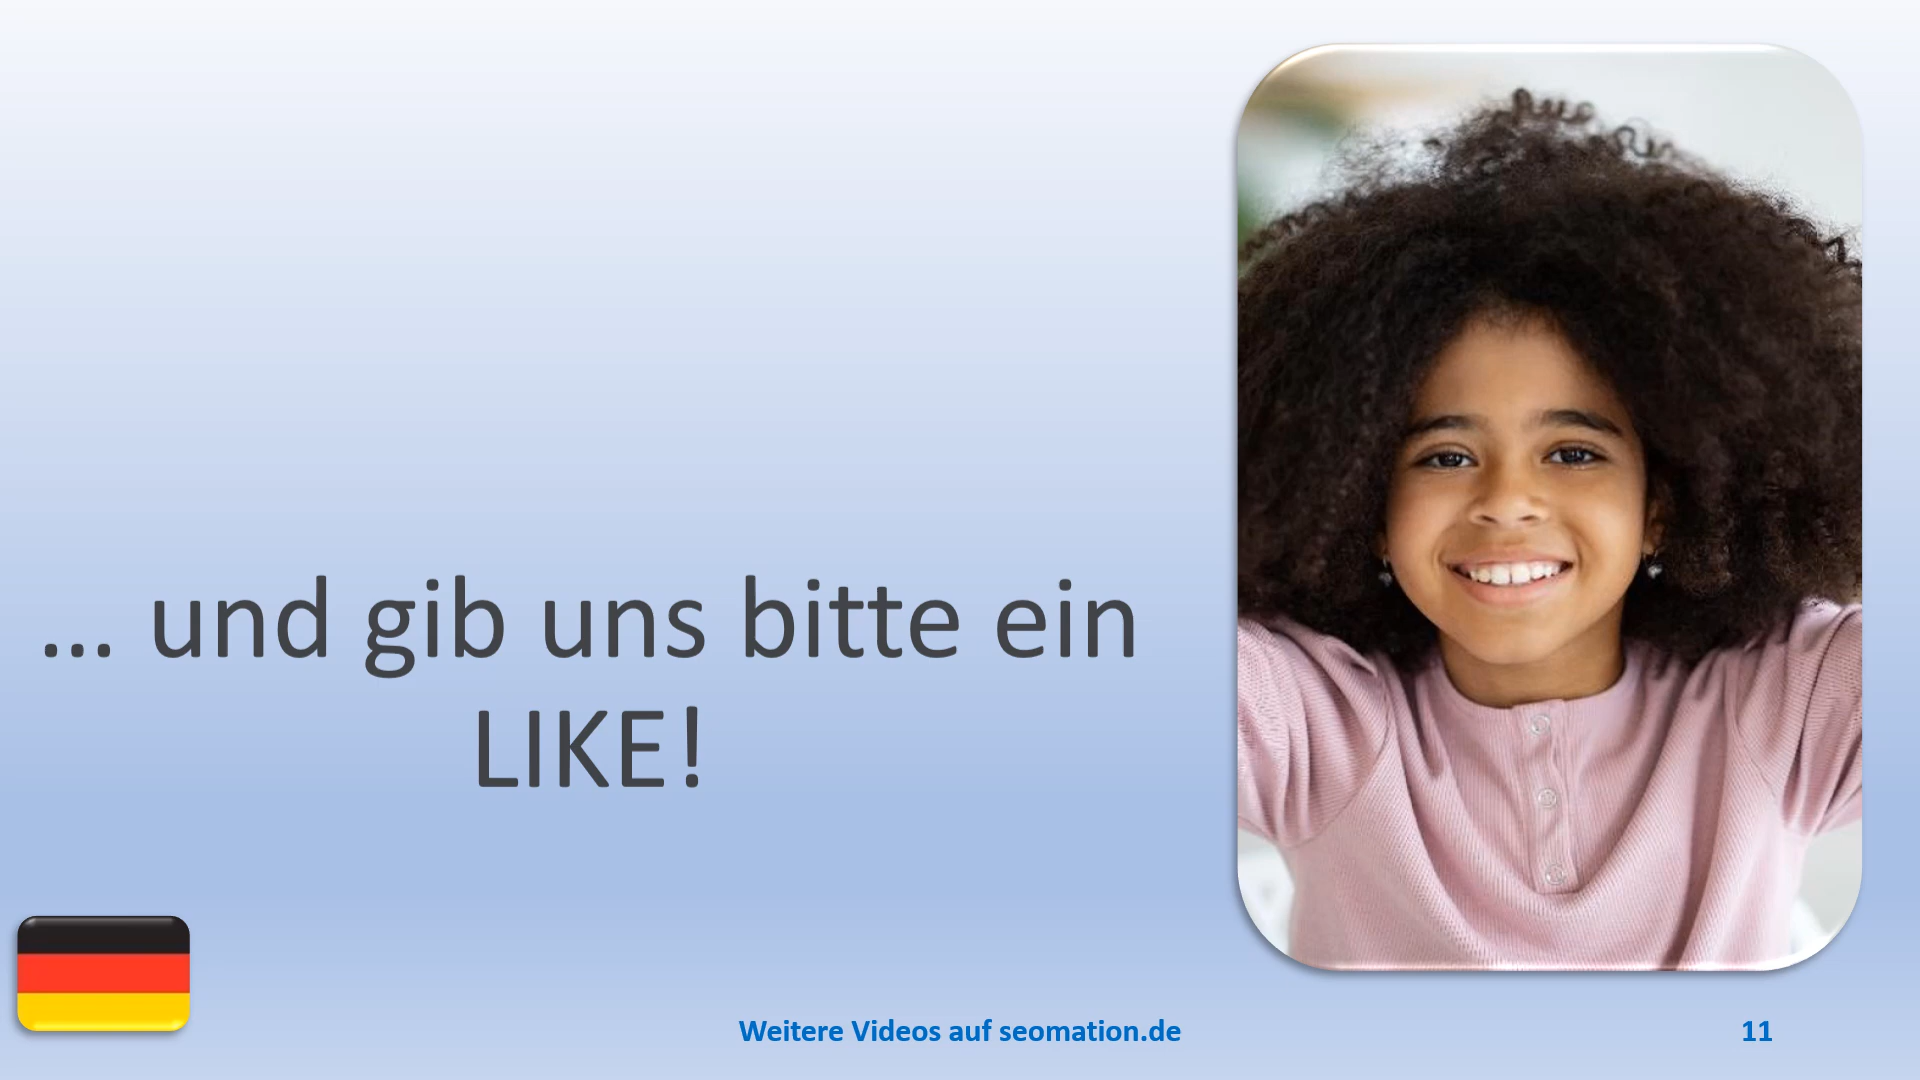 ... und gib uns bitte ein
LIKE!
Weitere Videos auf seomation.de
11